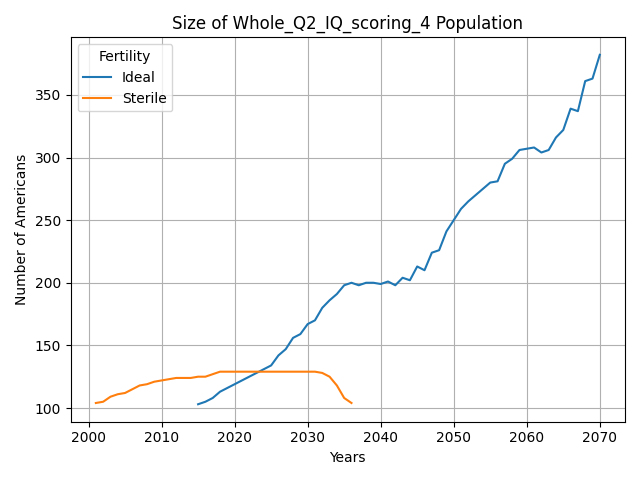 Size of Whole_Q2_IQ_scoring_4 Population
Fertility
Ideal
Sterile
Number of Americans
350
300
250
200
150
100
2000 2010 2020 2030 2040 2050 2060 2070
Years